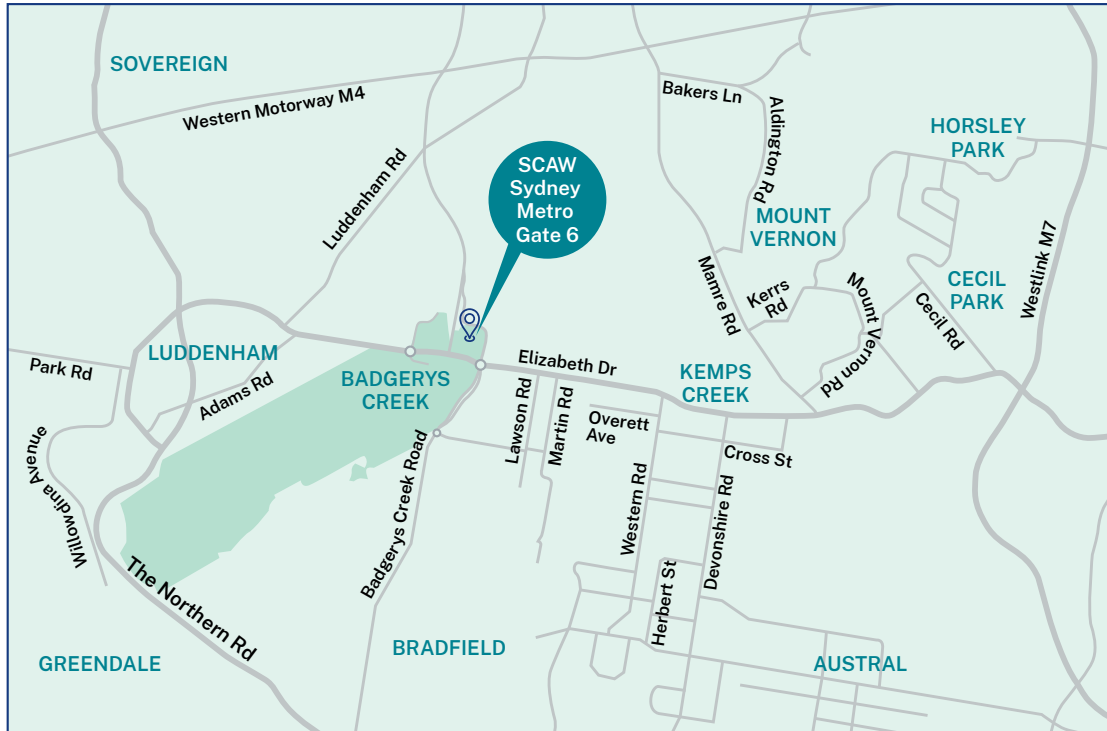 SOVEREIGN
Western Motorway M4
Bakers Ln
Aldington Rd
HORSLEY
PARK
Luddenham Rd
SCAW
Sydney
Metro
Gate 6
MOUNT
VERNON
Westlink M7
Mamre Rd
Kerrs
Rd
Mount Vernon Rd
CECIL
PARK
Cecil Rd
LUDDENHAM
Park Rd
Adams Rd
BADGERYS
CREEK
Elizabeth Dr
KEMPS
CREEK
Lawson Rd
Martin Rd
Overett
Ave
Cross St
Willowdina Avenue
Badgerys Creek Road
Western Rd
Devonshire Rd
The Northern Rd
Herbert St
GREENDALE
BRADFIELD
AUSTRAL